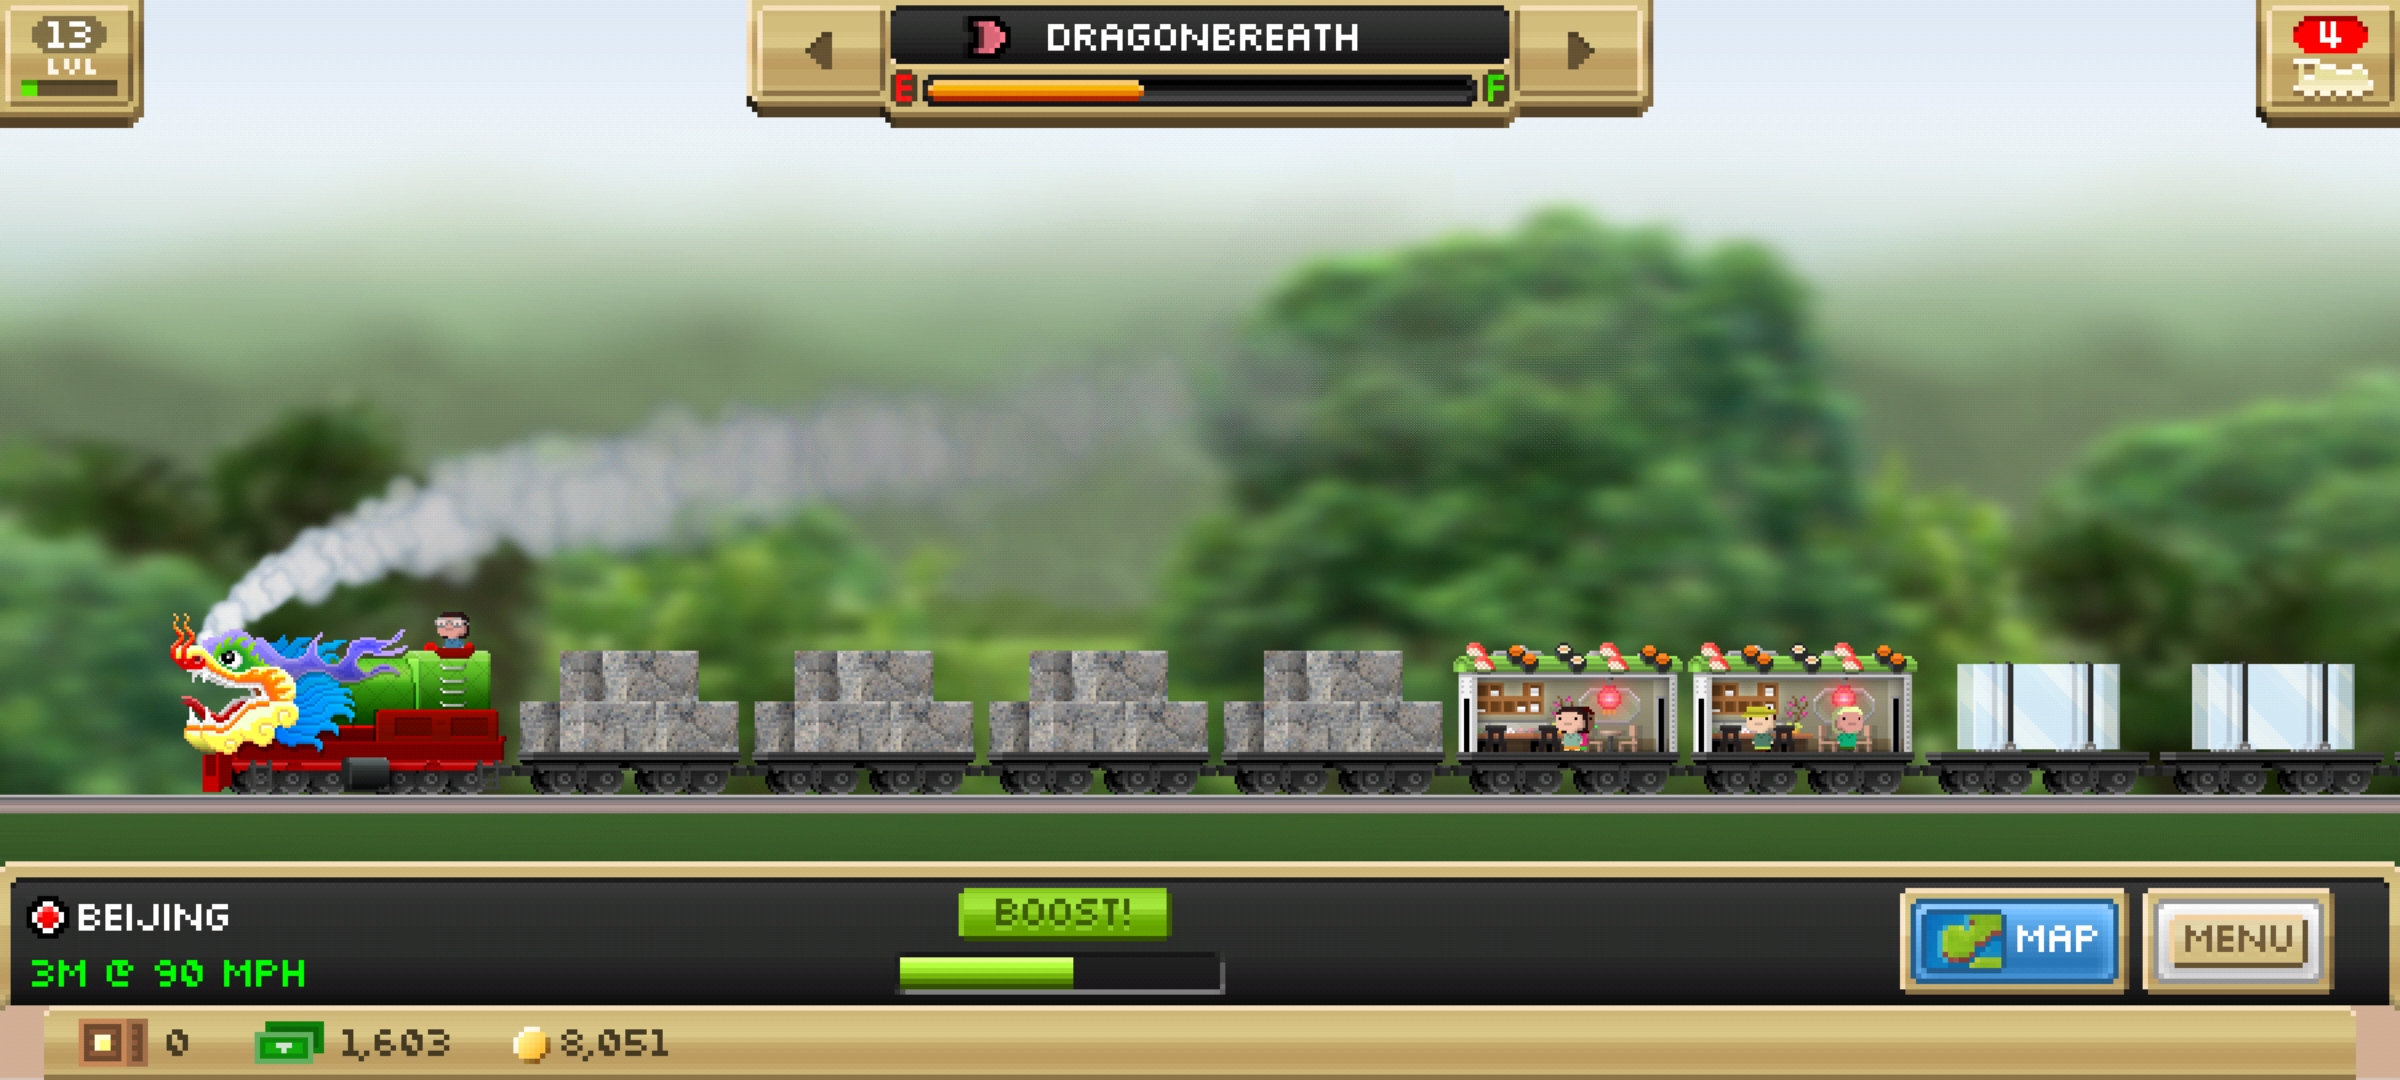 13
LVL
DRAGONBREATH
E F
4
BEIJING
3M @ 90 MPH
BOOST!
MAP
MENU
0
1,603
8,051